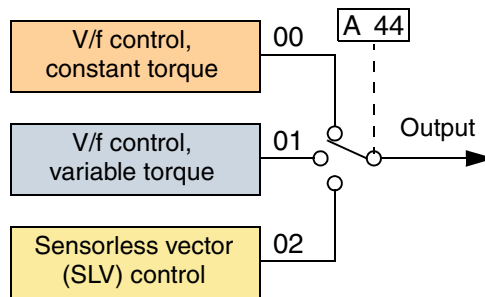 V/f control,
constant torque
00
A 44
V/f control,
variable torque
01
Output
Sensorless vector
(SLV) control
02